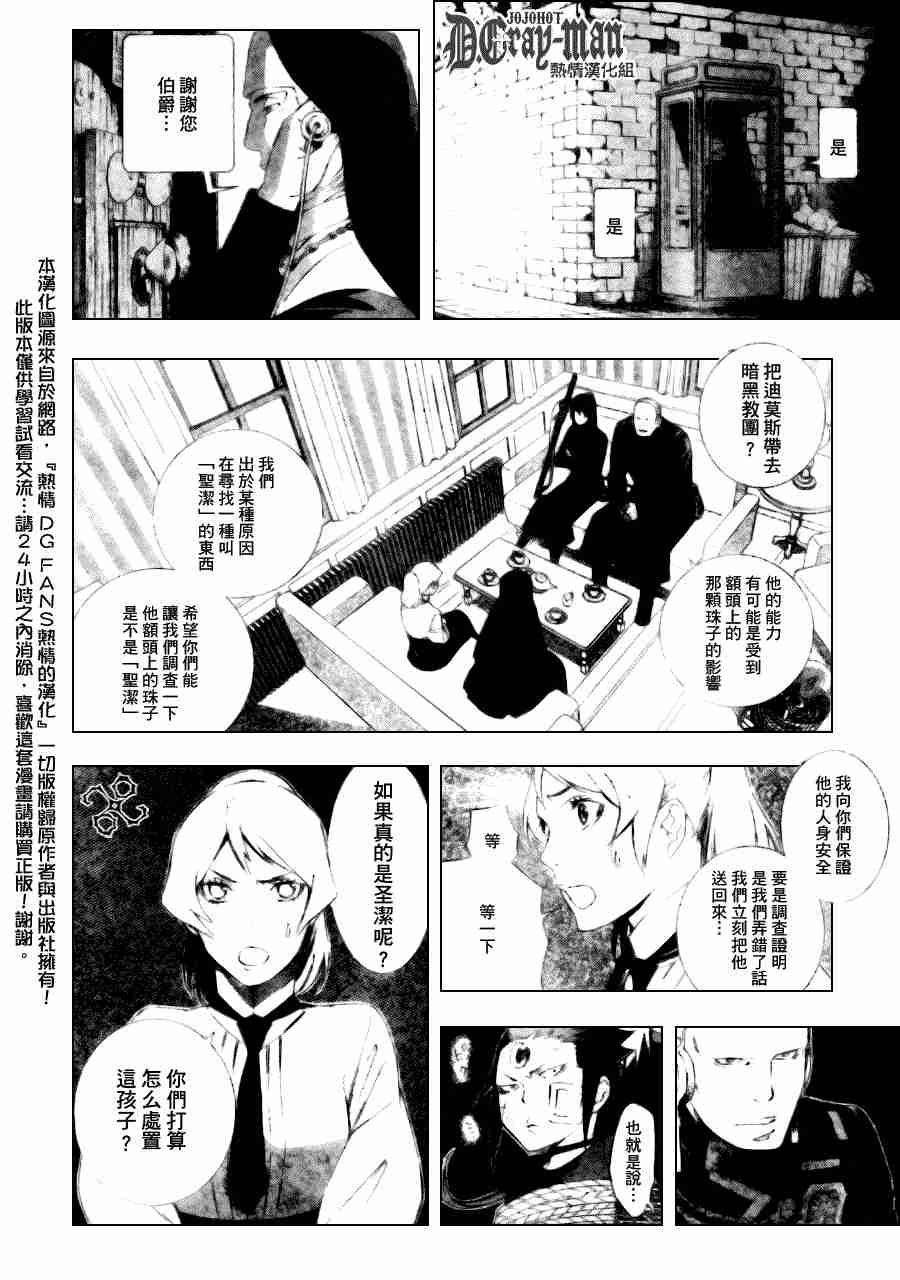 JOJOHOT
D.Gray-man
熱情漢化組
是
是
謝謝您
伯爵…
把迪莫斯帶去
暗黑教團？
他的能力
有可能是受到
額頭上的
那顆珠子的影響
我們
出於某種原因
在尋找一種叫
「聖潔」的東西
希望你們能
讓我們調查一下
他額頭上的珠子
是不是「聖潔」
我向你們保證
他的人身安全
要是調查證明
是我們弄錯了話
我們立刻把他
送回來…
等
等一下
如果真的是圣潔呢？
你們打算
怎么處置
這孩子？
也就是說…
本漢化圖源來自於網路，『熱情DG FANS熱情的漢化』一切版權歸原作者與出版社擁有！
此版本僅供學習試看交流…請24小時之內消除，喜歡這套漫畫請購買正版！謝謝。